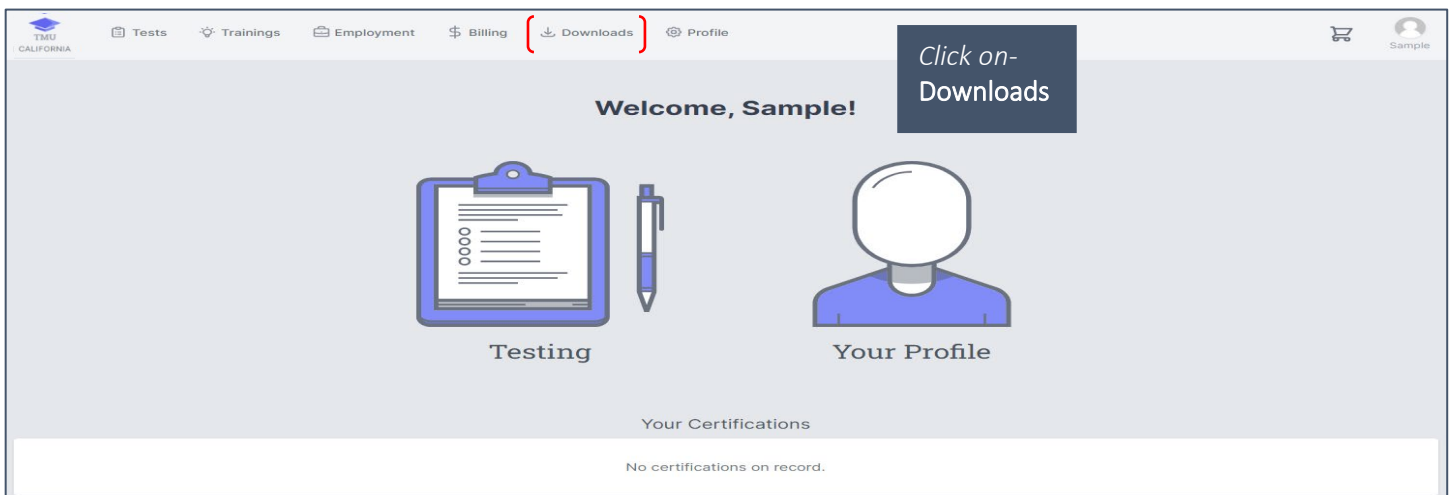 TMU
CALIFORNIA
Tests
Trainings
Employment
$ Billing
Downloads
Profile
Sample
Click on-
Downloads
Welcome, Sample!
Testing
Your Profile
Your Certifications
No certifications on record.